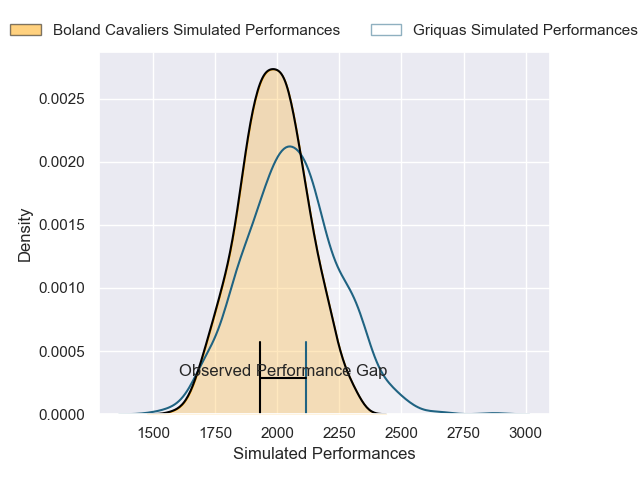 Boland Cavaliers Simulated Performances
Griquas Simulated Performances
0.0025
0.0020
0.0015
0.0010
0.0005
0.0000
Density
Observed Performance Gap
1500 1750 2000 2250 2500 2750 3000
Simulated Performances